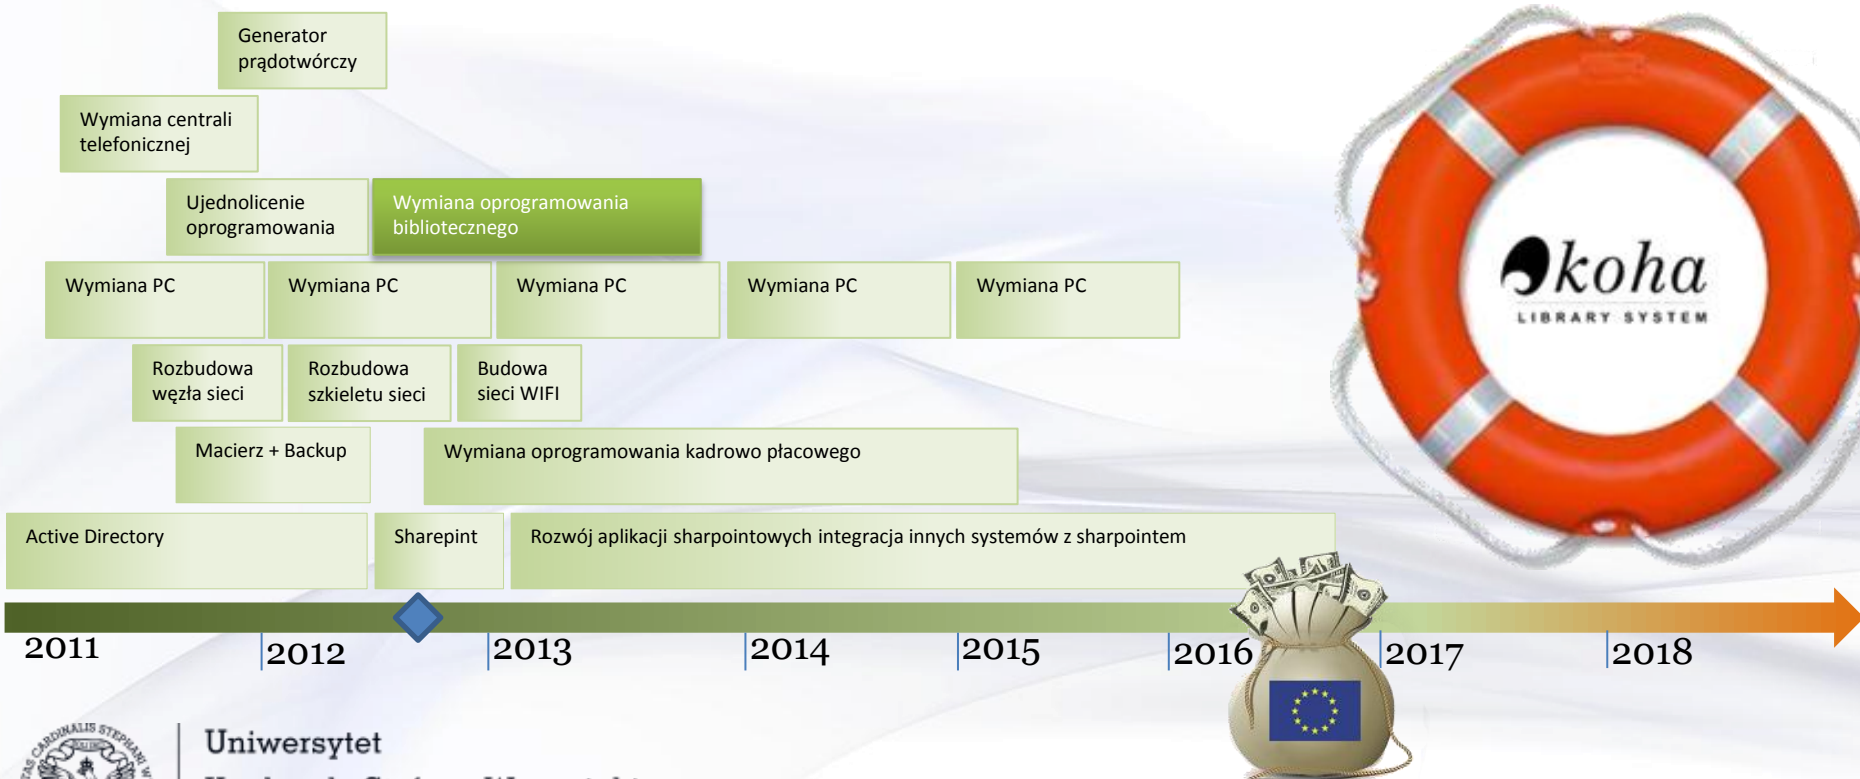 Generator
prądotwórczy
Wymiana centrali
telefonicznej
Ujednolicenie
oprogramowania
Wymiana oprogramowania
bibliotecznego
Wymiana PC
Wymiana PC
Wymiana PC
Wymiana PC
Wymiana PC
Rozbudowa
węzła sieci
Rozbudowa
szkieletu sieci
Budowa
sieci WIFI
Macierz + Backup
Wymiana oprogramowania kadrowo płacowego
Active Directory
Sharepint
Rozwój aplikacji sharpointowych integracja innych systemów z sharpointem
koha
LIBRARY SYSTEM
2011
2012
2013
2014
2015
2016
2017
2018
Uniwersytet